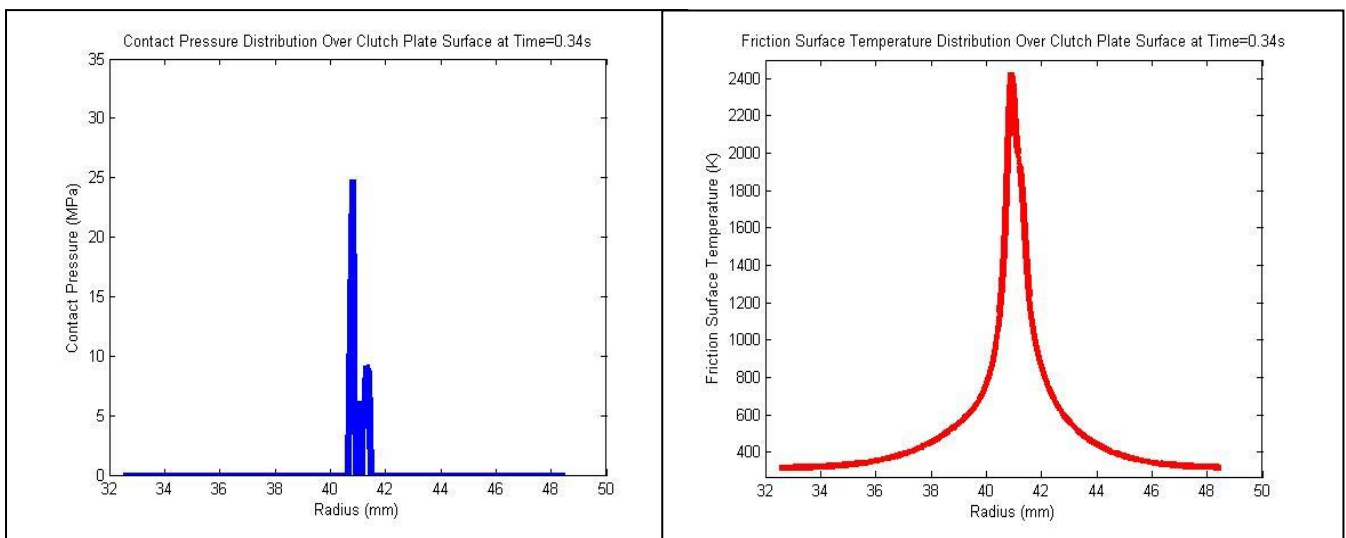 Contact Pressure Distribution Over Clutch Plate Surface at Time=0.34s
35
30
25
20
15
10
5
0
Contact Pressure (MPa)
32 34 36 38 40 42 44 46 48 50
Radius (mm)
Friction Surface Temperature Distribution Over Clutch Plate Surface at Time=0.34s
2400
2200
2000
1800
1600
1400
1200
1000
800
600
400
Friction Surface Temperature (K)
32 34 36 38 40 42 44 46 48 50
Radius (mm)